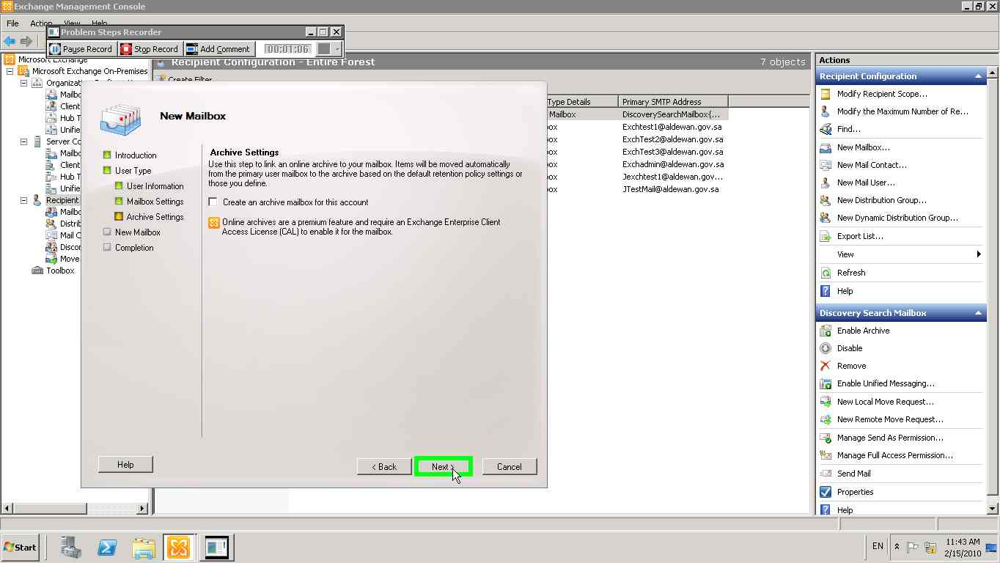 Exchange Management Console
File Action View Help
Problem Steps Recorder
Pause Record Stop Record Add Comment 00:01:06
Microsoft Exchange
Microsoft Exchange On-Premises
Organizat
Mailbo
Client
Hub T
Unifie
Server Co
Mailbo
Client
Hub T
Unifie
Recipient
Mailbo
Distrib
Mail C
Discon
Move
Toolbox
Recipient Configuration - Entire Forest 7 objects
Create Filter
Type Details Primary SMTP Address
Mailbox DiscoverySearchMailbox{...
ox Exchtest1@aldewan.gov.sa
ox ExchTest2@aldewan.gov.sa
ox ExchTest3@aldewan.gov.sa
ox Exchadmin@aldewan.gov.sa
ox Jexchtest1@aldewan.gov...
ox JTestMail@aldewan.gov.sa
New Mailbox
Introduction
User Type
User Information
Mailbox Settings
Archive Settings
New Mailbox
Completion
Archive Settings
Use this step to link an online archive to your mailbox. Items will be moved automatically
from the primary user mailbox to the archive based on the default retention policy settings or
those you define.
Create an archive mailbox for this account
Online archives are a premium feature and require an Exchange Enterprise Client
Access License (CAL) to enable it for the mailbox.
Help < Back Next > Cancel
Actions
Recipient Configuration
Modify Recipient Scope...
Modify the Maximum Number of Re...
Find...
New Mailbox...
New Mail Contact...
New Mail User...
New Distribution Group...
New Dynamic Distribution Group...
Export List...
View
Refresh
Help
Discovery Search Mailbox
Enable Archive
Disable
Remove
Enable Unified Messaging...
New Local Move Request...
New Remote Move Request...
Manage Send As Permission...
Manage Full Access Permission...
Send Mail
Properties
Help
Start EN 11:43 AM
2/15/2010